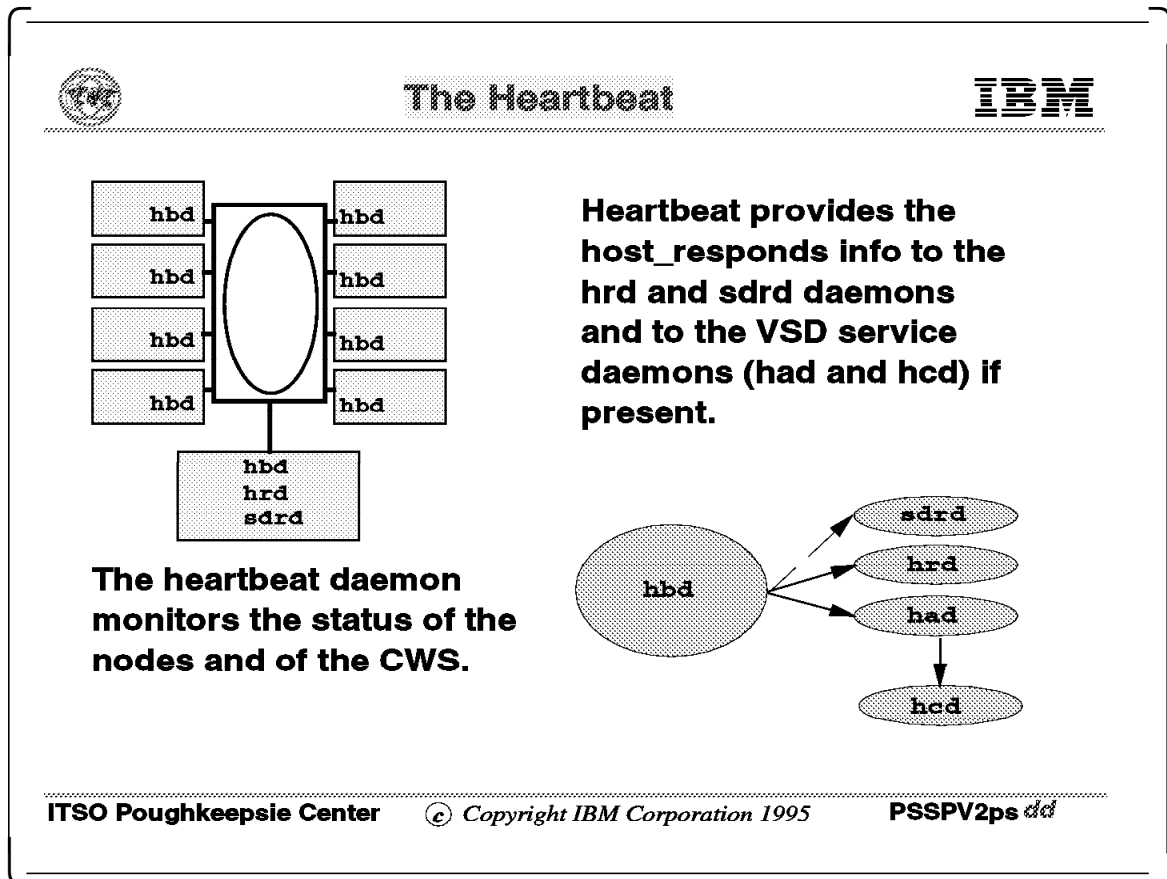 The Heartbeat
IBM
hbd
hbd
hbd
hbd
hbd
hbd
hbd
hbd
hbd
hrd
sdrd
The heartbeat daemon
monitors the status of the
nodes and of the CWS.
Heartbeat provides the
host_responds info to the
hrd and sdrd daemons
and to the VSD service
daemons (had and hcd) if
present.
hbd
sdrd
hrd
had
hcd
ITSO Poughkeepsie Center © Copyright IBM Corporation 1995 PSSPV2ps dd